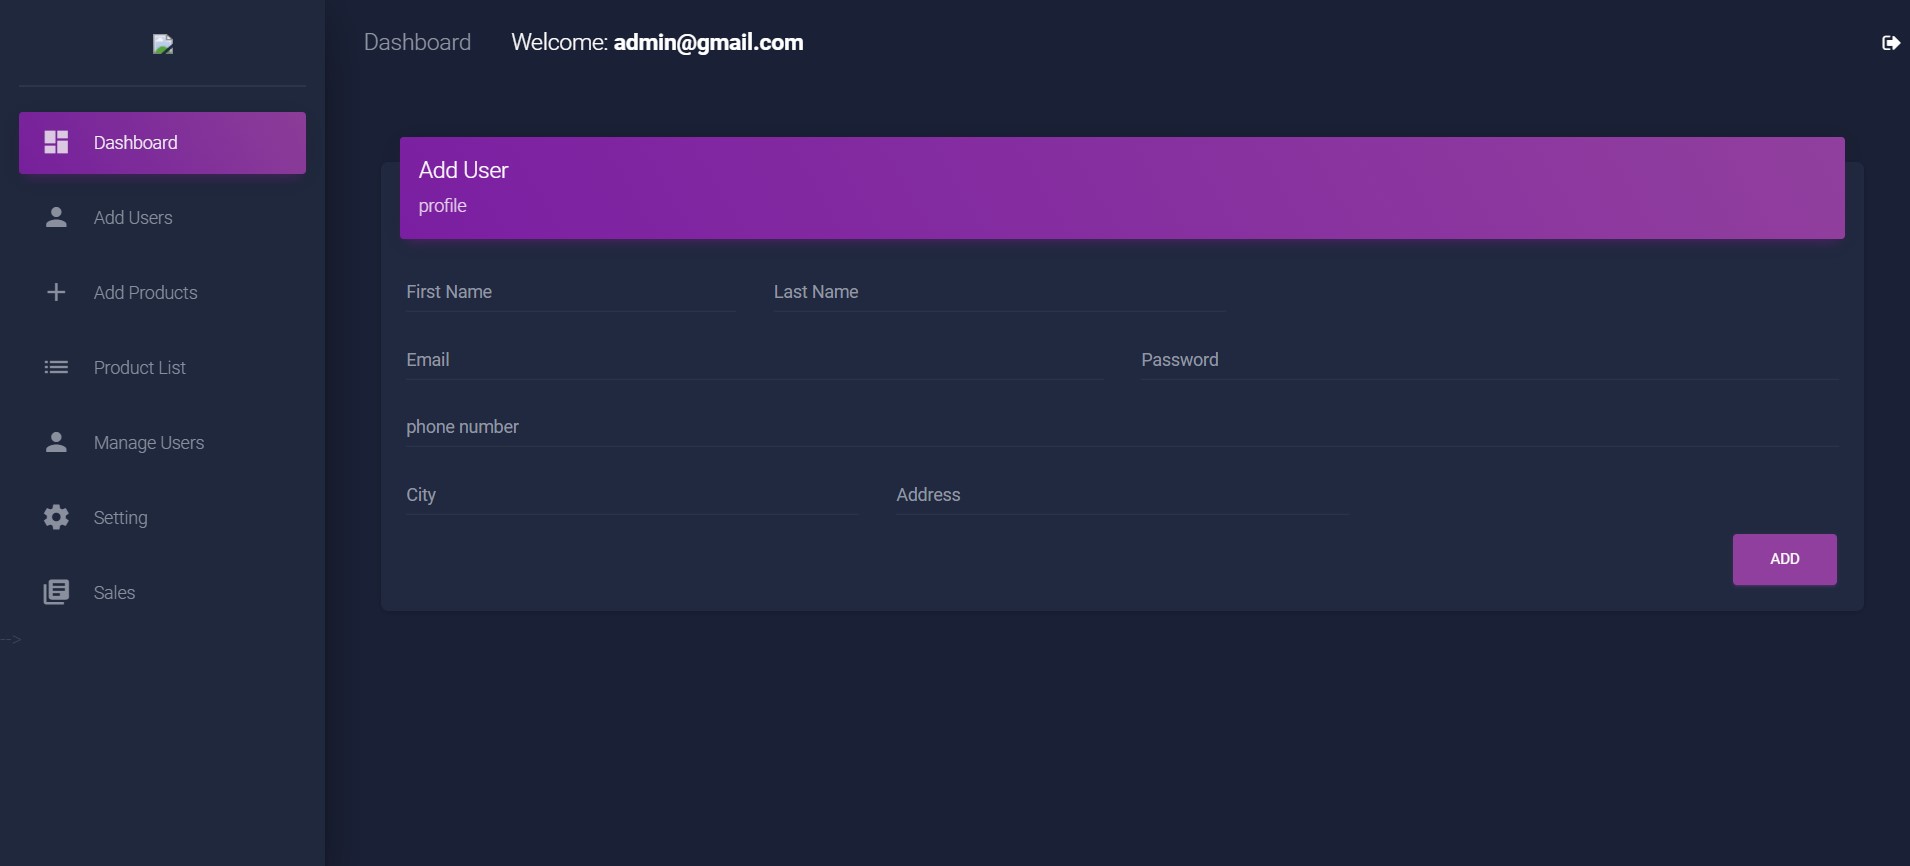 Dashboard
Welcome: admin@gmail.com
Dashboard
Add Users
Add Products
Product List
Manage Users
Setting
Sales
-->
Add User
profile
First Name
Last Name
Email
Password
phone number
City
Address
ADD